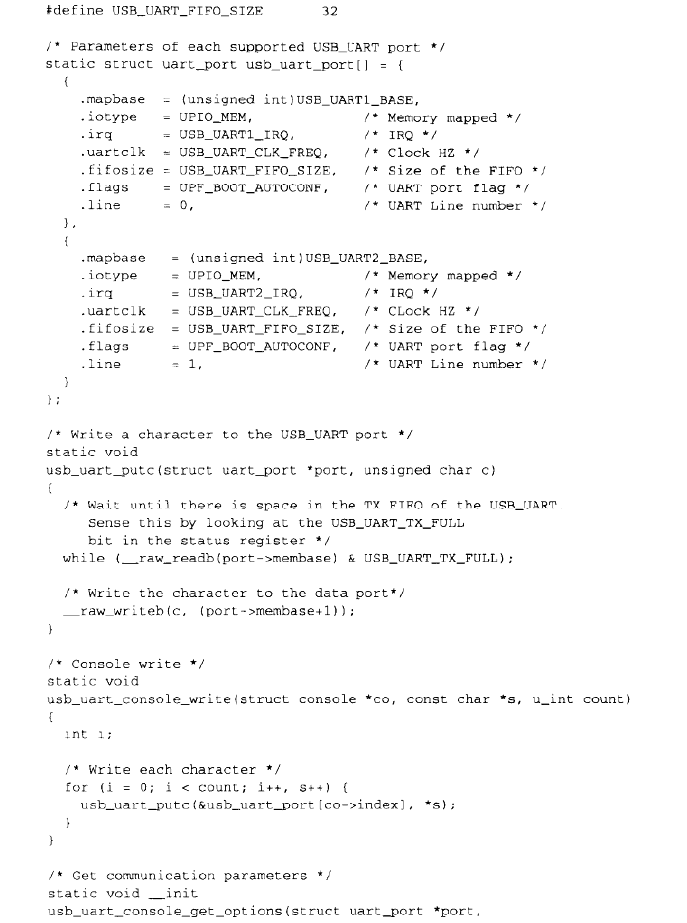 #define USB_UART_FIFO_SIZE      32
/* Parameters of each supported USB_UART port */
static struct uart_port usb_uart_port[] = {
  {
    .mapbase  = (unsigned int)USB_UART1_BASE,
    .iotype   = UPIO_MEM,             /* Memory mapped */
    .irq      = USB_UART1_IRQ,        /* IRQ */
    .uartclk  = USB_UART_CLK_FREQ,    /* Clock HZ */
    .fifosize = USB_UART_FIFO_SIZE,   /* Size of the FIFO */
    .flags    = UPF_BOOT_AUTOCONF,    /* UART port flag */
    .line     = 0,                    /* UART Line number */
  },
  {
    .mapbase   = (unsigned int)USB_UART2_BASE,
    .iotype    = UPIO_MEM,            /* Memory mapped */
    .irq       = USB_UART2_IRQ,       /* IRQ */
    .uartclk   = USB_UART_CLK_FREQ,   /* CLock HZ */
    .fifosize  = USB_UART_FIFO_SIZE,  /* Size of the FIFO */
    .flags     = UPF_BOOT_AUTOCONF,   /* UART port flag */
    .line      = 1,                   /* UART Line number */
  }
};
/* Write a character to the USB_UART port */
static void
usb_uart_putc(struct uart_port *port, unsigned char c)
{
  /* Wait until there is space in the TX FIFO of the USB_UART.
     Sense this by looking at the USB_UART_TX_FULL
     bit in the status register */
  while (__raw_readb(port->membase) & USB_UART_TX_FULL);
  /* Write the character to the data port*/
  __raw_writeb(c, (port->membase+1));
}
/* Console write */
static void
usb_uart_console_write(struct console *co, const char *s, u_int count)
{
  int i;
  /* Write each character */
  for (i = 0; i < count; i++, s++) {
    usb_uart_putc(&usb_uart_port[co->index], *s);
  }
}
/* Get communication parameters */
static void __init
usb_uart_console_get_options(struct uart_port *port,